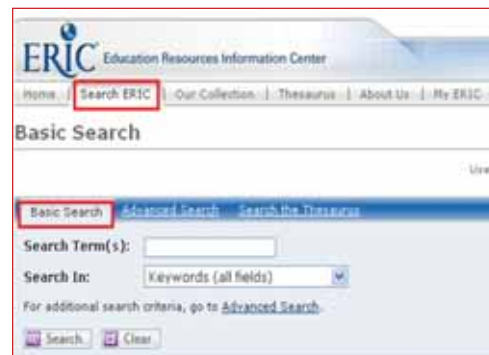 ERIC Education Resources Information Center
Home | Search ERIC | Our Collection | Thesaurus | About Us | My ERIC
Basic Search
Use
Basic Search Advanced Search Search the Thesaurus
Search Term(s):
Search In: Keywords (all fields)
For additional search criteria, go to Advanced Search.
Search Clear